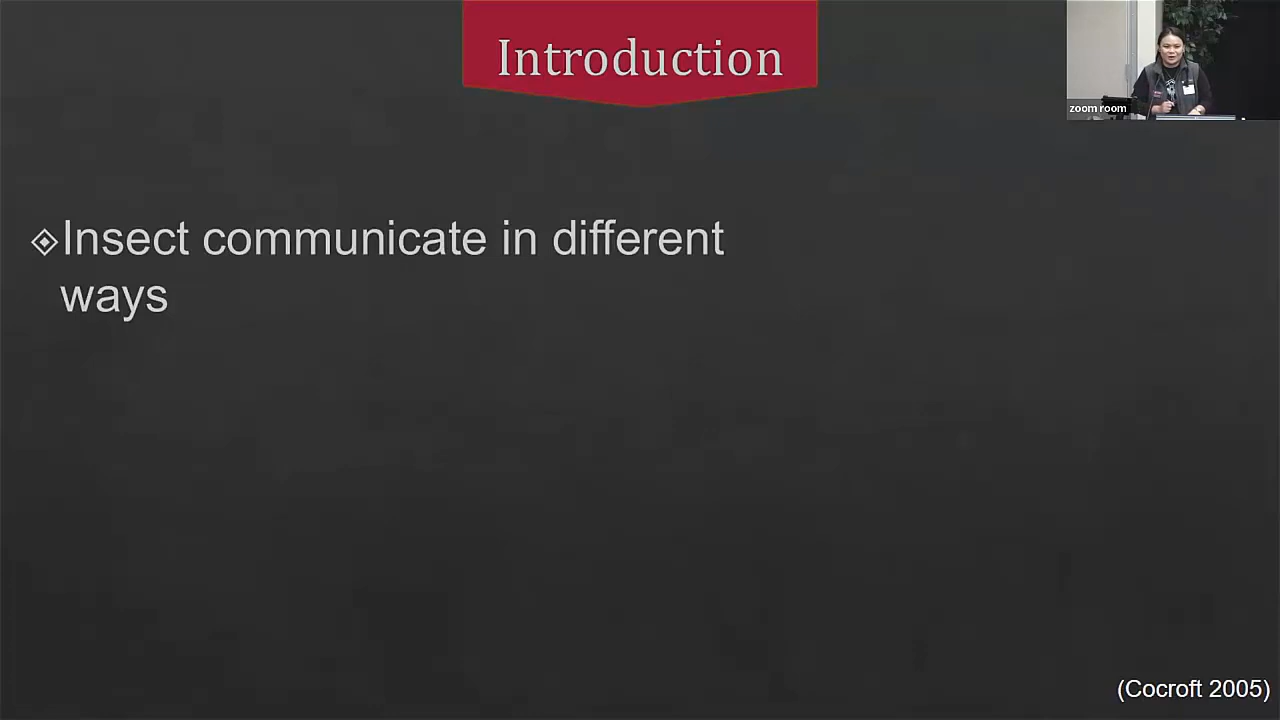 Introduction
zoom room
Insect communicate in different
ways
(Cocroft 2005)